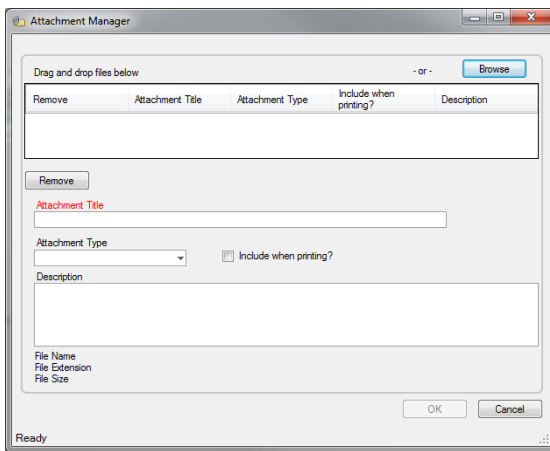 Attachment Manager
Drag and drop files below - or - Browse
Remove Attachment Title Attachment Type Include when printing? Description
Remove
Attachment Title
Attachment Type
Include when printing?
Description
File Name
File Extension
File Size
OK Cancel
Ready